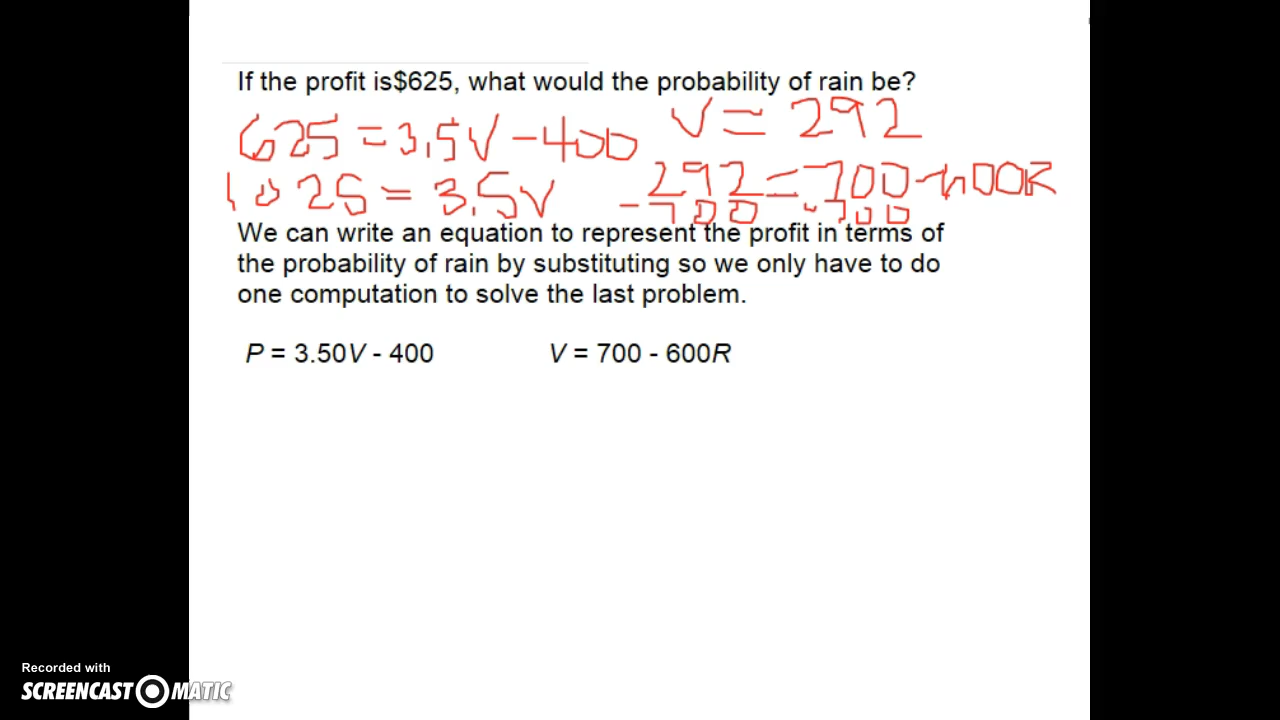 If the profit is$625, what would the probability of rain be?
625 = 3.5V - 400
V = 292
1025 = 3.5V
292 = 700 - 600R
- 700 - 700
We can write an equation to represent the profit in terms of
the probability of rain by substituting so we only have to do
one computation to solve the last problem.
P = 3.50V - 400
V = 700 - 600R
Recorded with
SCREENCAST-O-MATIC